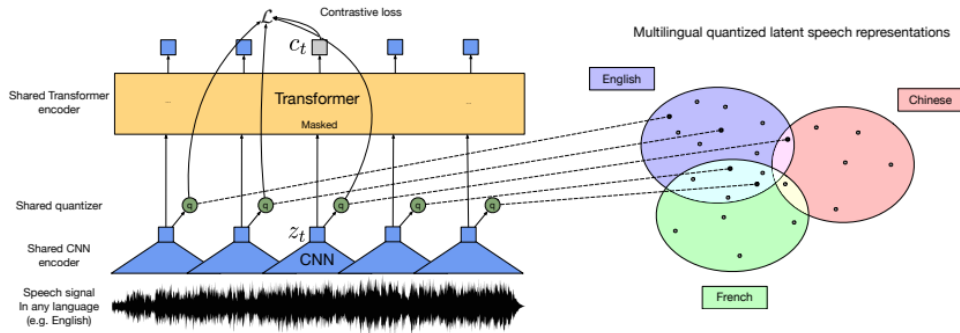 Contrastive loss
ℒ
c_t
Multilingual quantized latent speech representations
English
Chinese
Shared Transformer
encoder
...
Transformer
...
Masked
Shared quantizer
q
q
q
q
q
z_t
Shared CNN
encoder
CNN
French
Speech signal
In any language
(e.g. English)